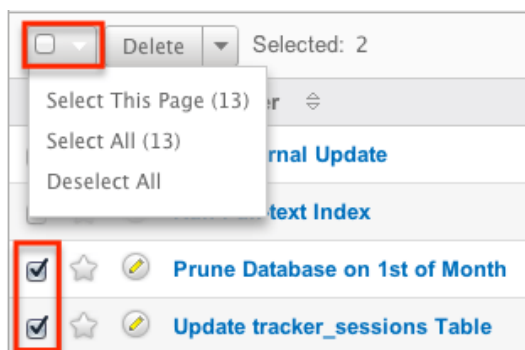 Delete Selected: 2
Select This Page (13)
Select All (13)
Deselect All
rnal Update
text Index
Prune Database on 1st of Month
Update tracker_sessions Table